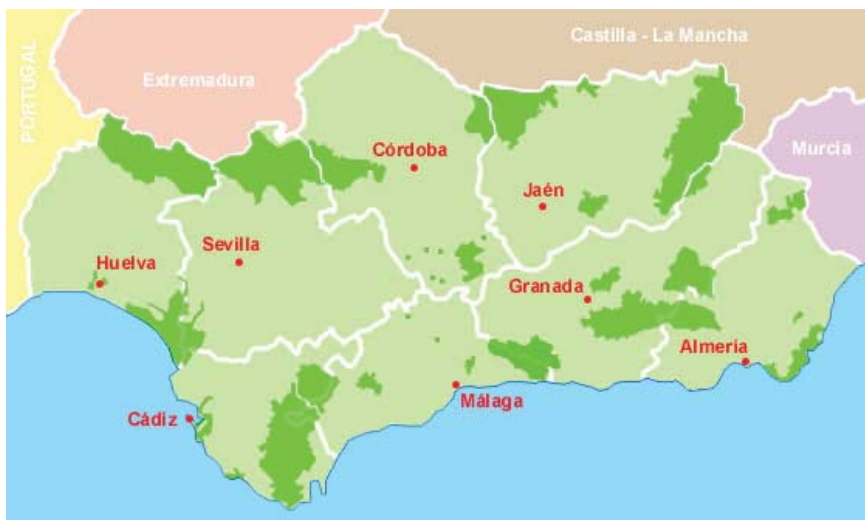 Castilla - La Mancha
Extremadura
PORTUGAL
Córdoba
Murcia
Jaén
Sevilla
Huelva
Granada
Almería
Málaga
Cádiz